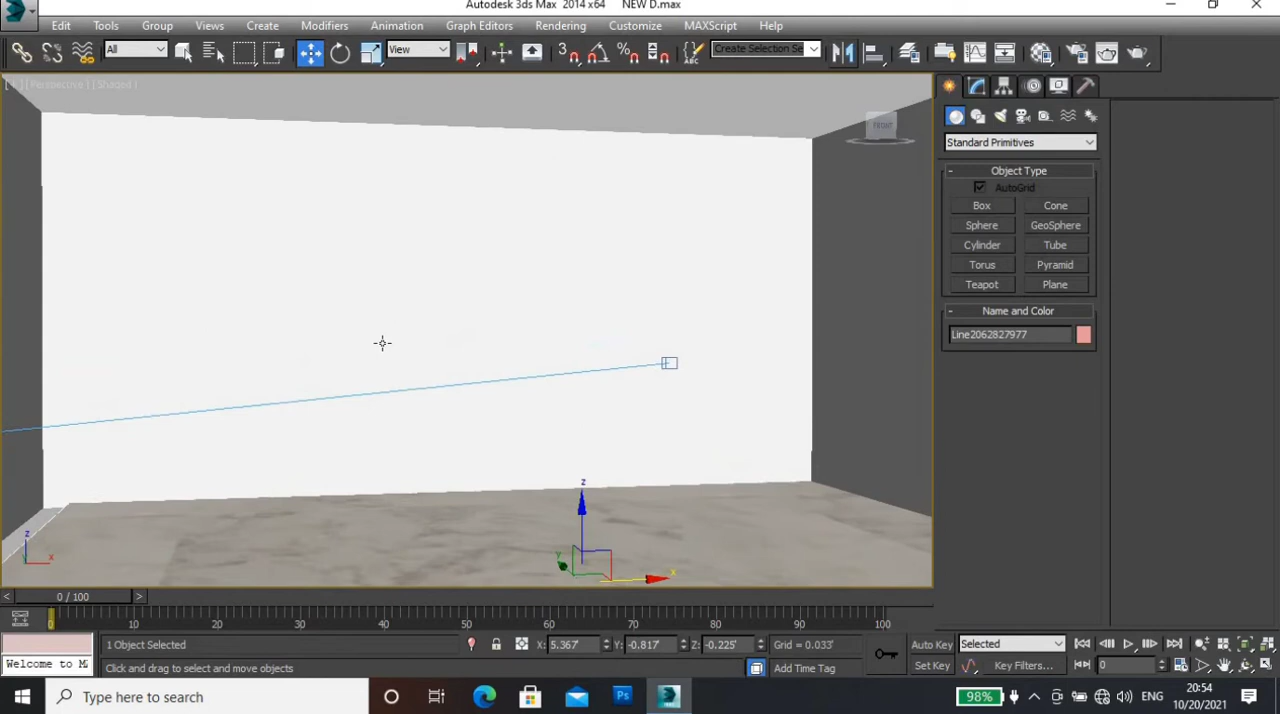 Autodesk 3ds Max 2014 x64 NEW D.max
Edit Tools Group Views Create Modifiers Animation Graph Editors Rendering Customize MAXScript Help
All View 3 Create Selection Se
[ + ] [ Perspective ] [ Shaded ]
FRONT
Standard Primitives
- Object Type
AutoGrid
Box Cone
Sphere GeoSphere
Cylinder Tube
Torus Pyramid
Teapot Plane
- Name and Color
Line2062827977
z
y x
z
x
< 0 / 100 >
0 10 20 30 40 50 60 70 80 90 100
1 Object Selected X: 5.367' Y: -0.817' Z: -0.225' Grid = 0.033' Auto Key Selected
Welcome to M Click and drag to select and move objects Add Time Tag Set Key Key Filters... 0
Type here to search Ps 98% ENG 20:54
10/20/2021